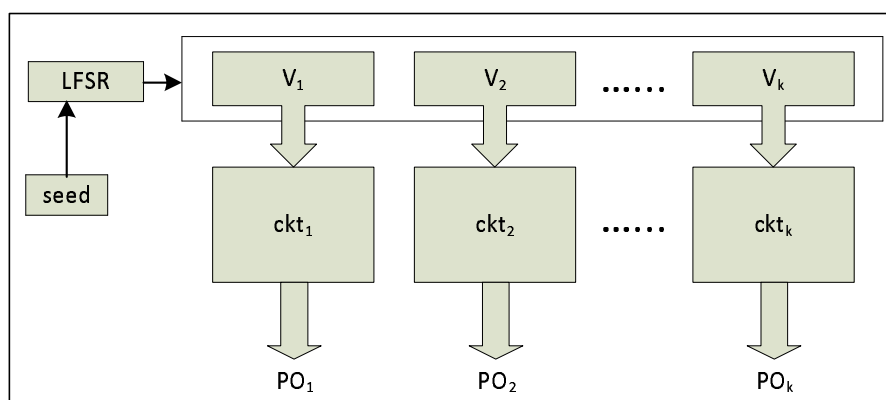 LFSR
V₁
V₂
......
Vₖ
seed
ckt₁
ckt₂
......
cktₖ
PO₁
PO₂
POₖ